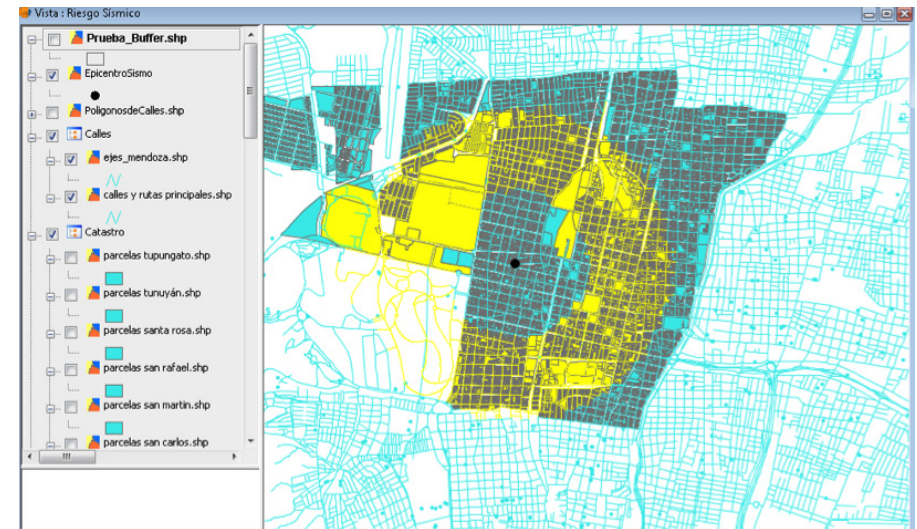 Vista : Riesgo Sísmico
Prueba_Buffer.shp
EpicentroSismo
PoligonosdeCalles.shp
Calles
ejes_mendoza.shp
calles y rutas principales.shp
Catastro
parcelas tupungato.shp
parcelas tunuyán.shp
parcelas santa rosa.shp
parcelas san rafael.shp
parcelas san martin.shp
parcelas san carlos.shp